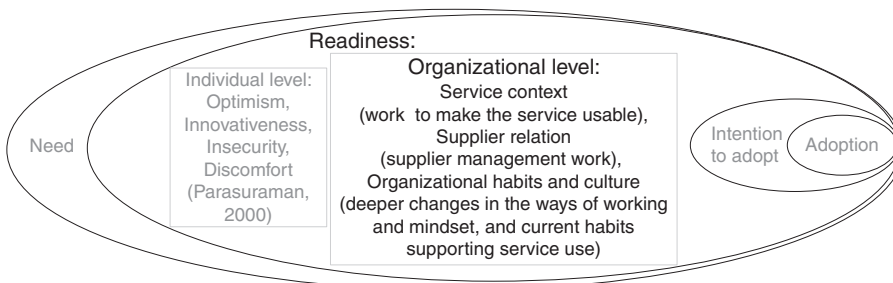 Readiness:
Need
Individual level:
Optimism,
Innovativeness,
Insecurity,
Discomfort
(Parasuraman,
2000)
Organizational level:
Service context
(work to make the service usable),
Supplier relation
(supplier management work),
Organizational habits and culture
(deeper changes in the ways of working
and mindset, and current habits
supporting service use)
Intention
to adopt
Adoption